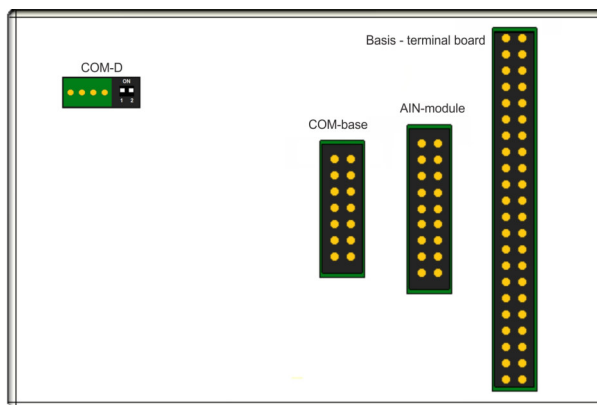 Basis - terminal board
COM-D
ON
1 2
COM-base
AIN-module